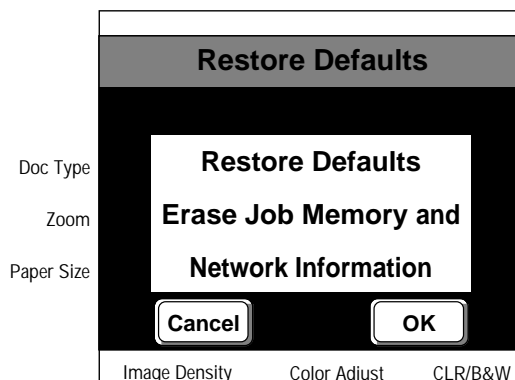 Restore Defaults
Doc Type
Restore Defaults
Zoom
Erase Job Memory and
Paper Size
Network Information
Cancel
OK
Image Density
Color Adjust
CLR/B&W